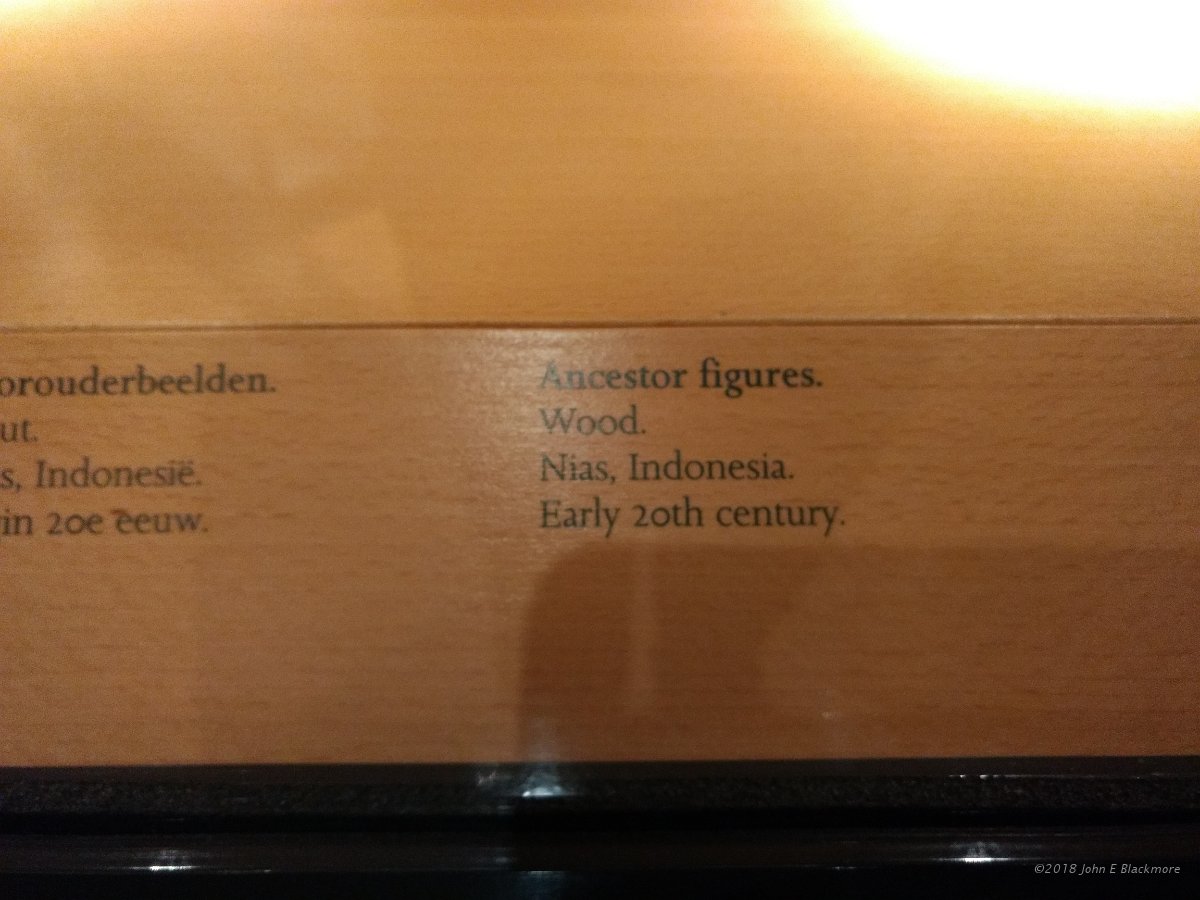 orouderbeelden.
ut.
s, Indonesië.
in 20e eeuw.
Ancestor figures.
Wood.
Nias, Indonesia.
Early 20th century.
©2018 John E Blackmore